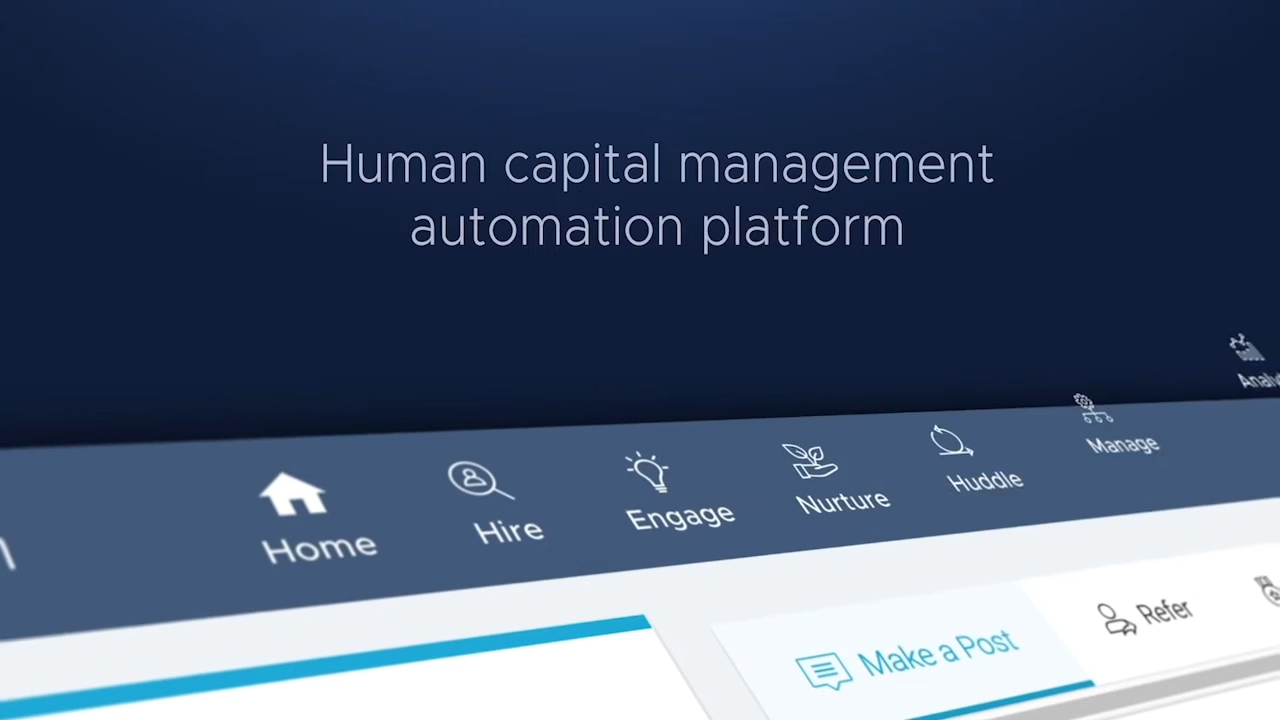 Human capital management
automation platform
Home
Hire
Engage
Nurture
Huddle
Manage
Make a Post
Refer